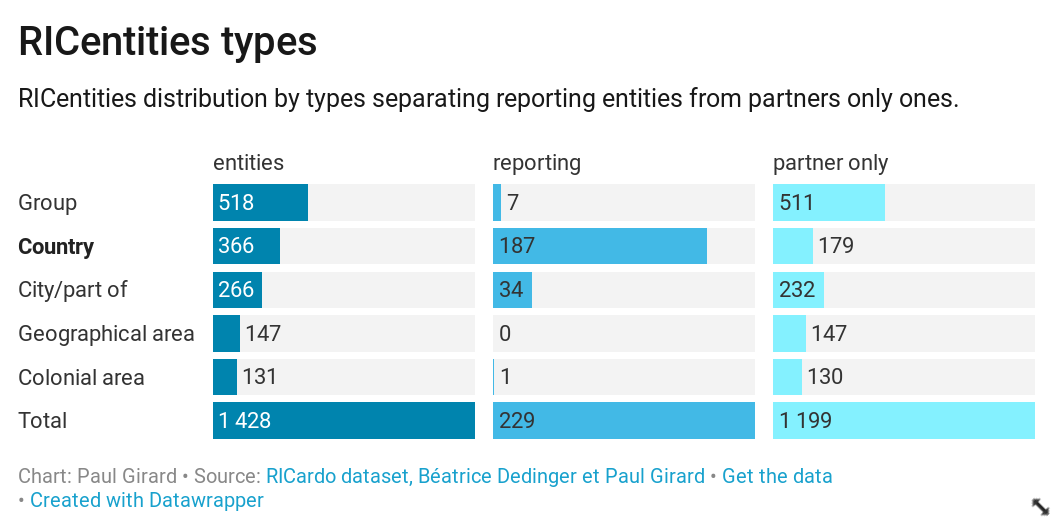 RICentities types
RICentities distribution by types separating reporting entities from partners only ones.
entities reporting partner only
Group 518 7 511
Country 366 187 179
City/part of 266 34 232
Geographical area 147 0 147
Colonial area 131 1 130
Total 1 428 229 1 199
Chart: Paul Girard • Source: RICardo dataset, Béatrice Dedinger et Paul Girard • Get the data
• Created with Datawrapper